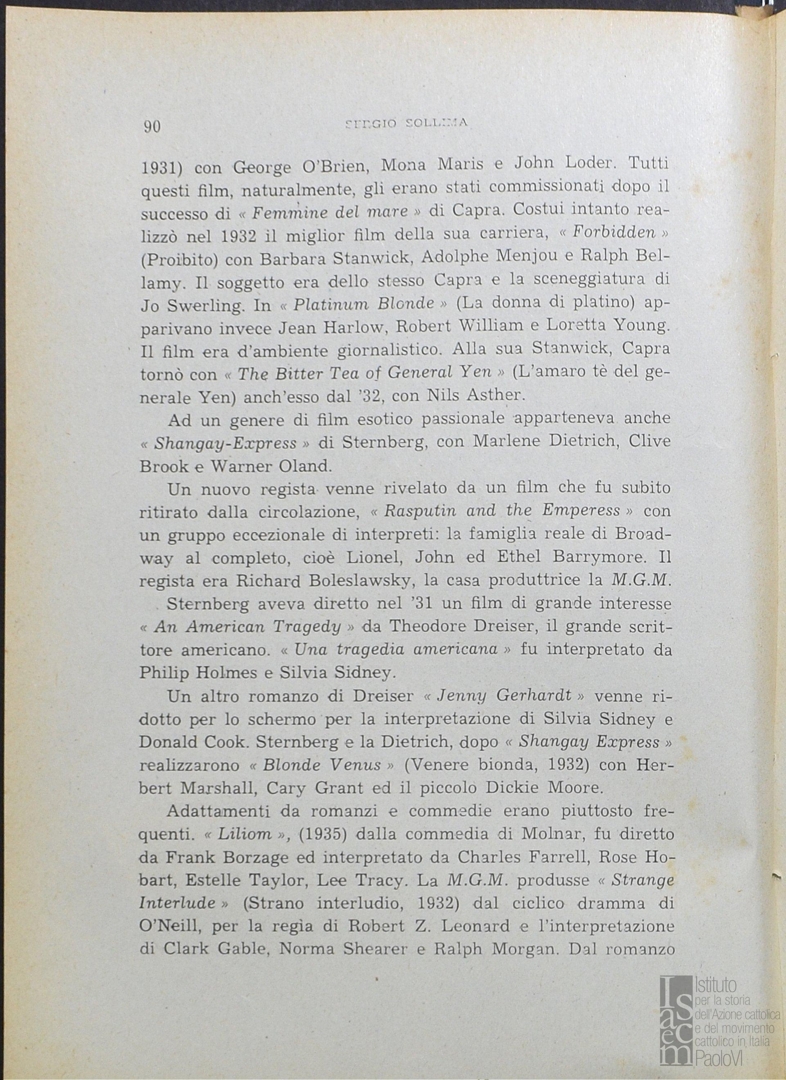 90
SERGIO SOLLIMA
1931) con George O'Brien, Mona Maris e John Loder. Tutti
questi film, naturalmente, gli erano stati commissionati dopo il
successo di « Femmine del mare » di Capra. Costui intanto rea-
lizzò nel 1932 il miglior film della sua carriera, « Forbidden »
(Proibito) con Barbara Stanwick, Adolphe Menjou e Ralph Bel-
lamy. Il soggetto era dello stesso Capra e la sceneggiatura di
Jo Swerling. In « Platinum Blonde » (La donna di platino) ap-
parivano invece Jean Harlow, Robert William e Loretta Young.
Il film era d'ambiente giornalistico. Alla sua Stanwick, Capra
tornò con « The Bitter Tea of General Yen » (L'amaro tè del ge-
nerale Yen) anch'esso dal '32, con Nils Asther.
Ad un genere di film esotico passionale apparteneva anche
« Shangay-Express » di Sternberg, con Marlene Dietrich, Clive
Brook e Warner Oland.
Un nuovo regista venne rivelato da un film che fu subito
ritirato dalla circolazione, « Rasputin and the Emperess » con
un gruppo eccezionale di interpreti: la famiglia reale di Broad-
way al completo, cioè Lionel, John ed Ethel Barrymore. Il
regista era Richard Boleslawsky, la casa produttrice la M.G.M.
Sternberg aveva diretto nel '31 un film di grande interesse
« An American Tragedy » da Theodore Dreiser, il grande scrit-
tore americano. « Una tragedia americana » fu interpretato da
Philip Holmes e Silvia Sidney.
Un altro romanzo di Dreiser « Jenny Gerhardt » venne ri-
dotto per lo schermo per la interpretazione di Silvia Sidney e
Donald Cook. Sternberg e la Dietrich, dopo « Shangay Express »
realizzarono « Blonde Venus » (Venere bionda, 1932) con Her-
bert Marshall, Cary Grant ed il piccolo Dickie Moore.
Adattamenti da romanzi e commedie erano piuttosto fre-
quenti. « Liliom », (1935) dalla commedia di Molnar, fu diretto
da Frank Borzage ed interpretato da Charles Farrell, Rose Ho-
bart, Estelle Taylor, Lee Tracy. La M.G.M. produsse « Strange
Interlude » (Strano interludio, 1932) dal ciclico dramma di
O'Neill, per la regia di Robert Z. Leonard e l'interpretazione
di Clark Gable, Norma Shearer e Ralph Morgan. Dal romanzo
Isacem
Istituto
per la storia
dell'Azione cattolica
e del movimento
cattolico in Italia
PaoloVI